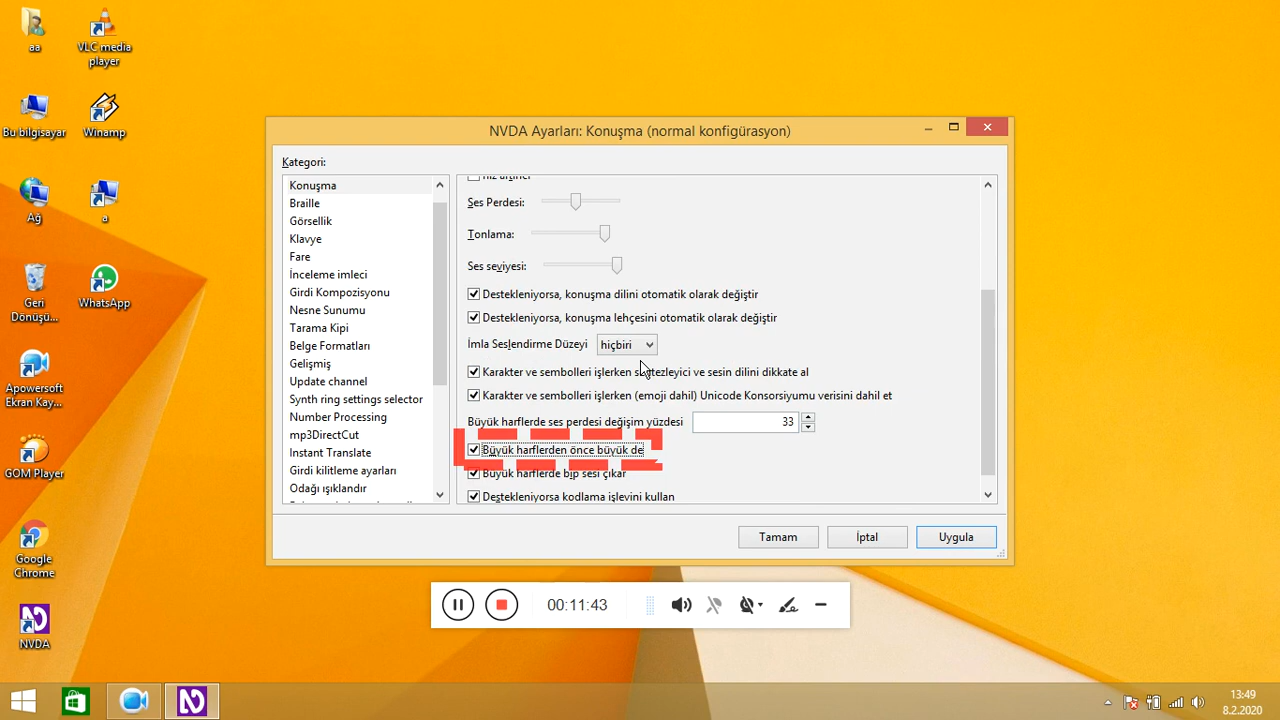 aa
VLC media player
Bu bilgisayar
Winamp
Ağ
a
Geri Dönüşü...
WhatsApp
Apowersoft Ekran Kay...
GOM Player
Google Chrome
NVDA
NVDA Ayarları: Konuşma (normal konfigürasyon)
Kategori:
Konuşma
Braille
Görsellik
Klavye
Fare
İnceleme imleci
Girdi Kompozisyonu
Nesne Sunumu
Tarama Kipi
Belge Formatları
Gelişmiş
Update channel
Synth ring settings selector
Number Processing
mp3DirectCut
Instant Translate
Girdi kilitleme ayarları
Odağı ışıklandır
Ses Perdesi:
Tonlama:
Ses seviyesi:
Destekleniyorsa, konuşma dilini otomatik olarak değiştir
Destekleniyorsa, konuşma lehçesini otomatik olarak değiştir
İmla Seslendirme Düzeyi hiçbiri
Karakter ve sembolleri işlerken sentezleyici ve sesin dilini dikkate al
Karakter ve sembolleri işlerken (emoji dahil) Unicode Konsorsiyumu verisini dahil et
Büyük harflerde ses perdesi değişim yüzdesi 33
Büyük harflerden önce büyük de
Büyük harflerde bip sesi çıkar
Destekleniyorsa kodlama işlevini kullan
Tamam
İptal
Uygula
00:11:43
13:49
8.2.2020